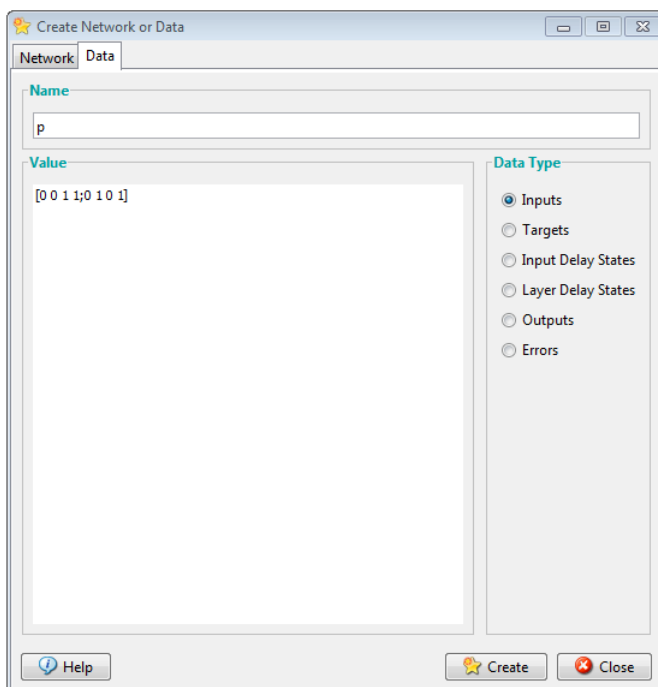 Create Network or Data
Network
Data
Name
p
Value
[0 0 1 1;0 1 0 1]
Data Type
Inputs
Targets
Input Delay States
Layer Delay States
Outputs
Errors
Help
Create
Close